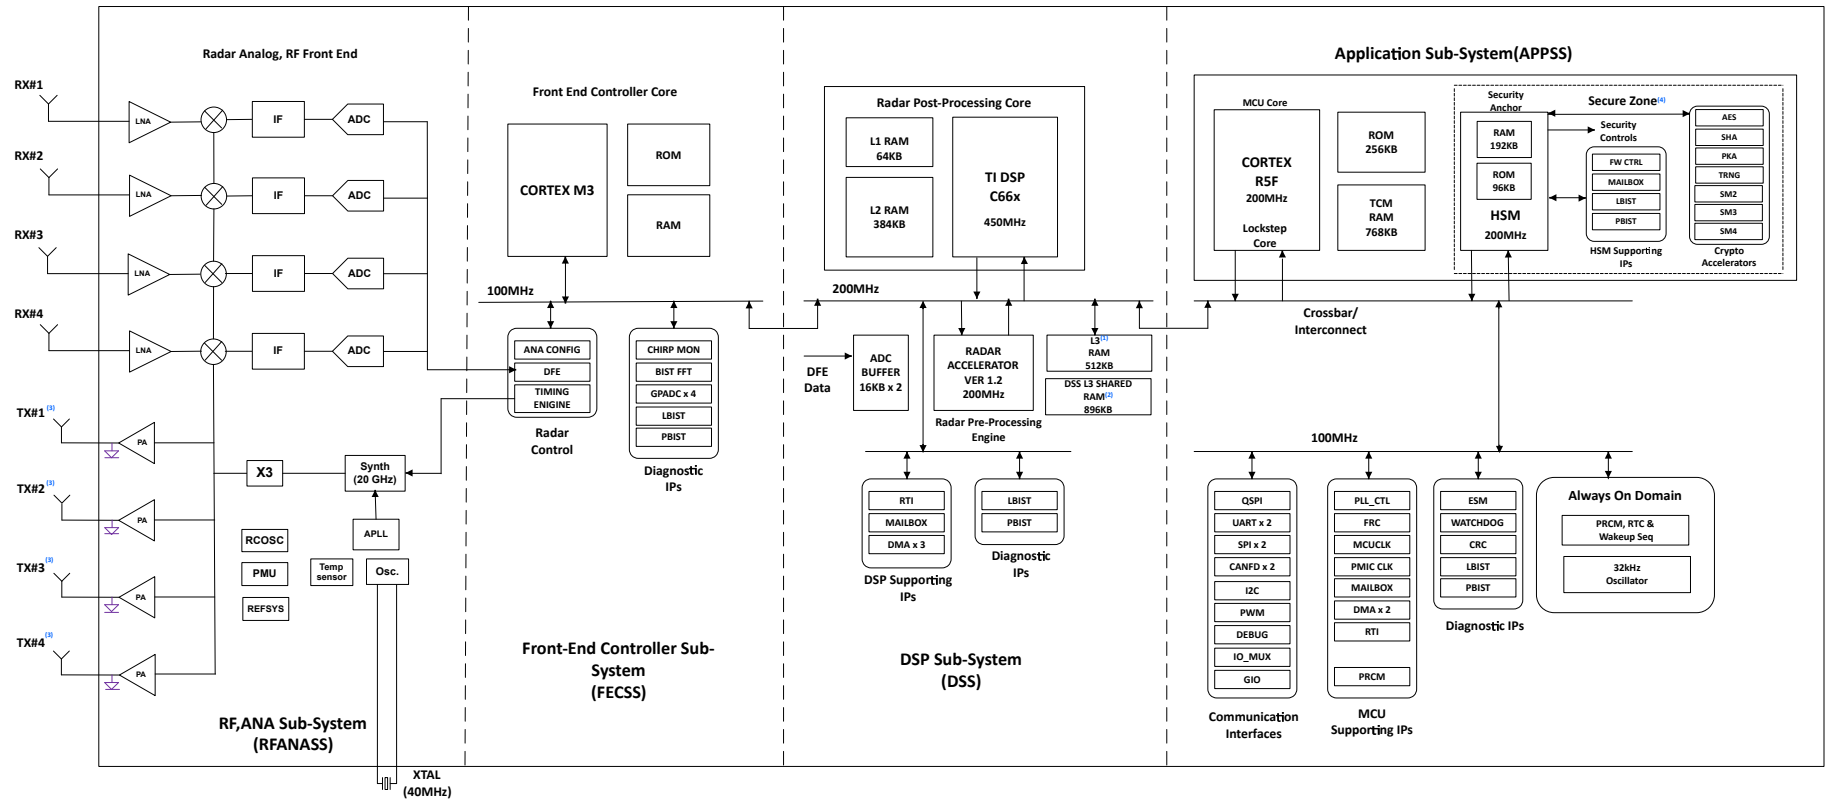 Radar Analog, RF Front End
RX#1
LNA
IF
ADC
RX#2
LNA
IF
ADC
RX#3
LNA
IF
ADC
RX#4
LNA
IF
ADC
TX#1(3)
PA
TX#2(3)
PA
TX#3(3)
PA
TX#4(3)
PA
X3
Synth
(20 GHz)
APLL
RCOSC
PMU
REFSYS
Temp
sensor
Osc.
RF,ANA Sub-System
(RFANASS)
XTAL
(40MHz)
Front End Controller Core
CORTEX M3
ROM
RAM
100MHz
ANA CONFIG
DFE
TIMING
ENIGINE
Radar
Control
CHIRP MON
BIST FFT
GPADC x 4
LBIST
PBIST
Diagnostic
IPs
Front-End Controller Sub-
System
(FECSS)
Radar Post-Processing Core
L1 RAM
64KB
L2 RAM
384KB
TI DSP
C66x
450MHz
200MHz
DFE
Data
ADC
BUFFER
16KB x 2
RADAR
ACCELERATOR
VER 1.2
200MHz
Radar Pre-Processing
Engine
L3(1)
RAM
512KB
DSS L3 SHARED
RAM(2)
896KB
RTI
MAILBOX
DMA x 3
DSP Supporting
IPs
LBIST
PBIST
Diagnostic
IPs
DSP Sub-System
(DSS)
Application Sub-System(APPSS)
MCU Core
CORTEX
R5F
200MHz
Lockstep
Core
ROM
256KB
TCM
RAM
768KB
Security
Anchor
RAM
192KB
ROM
96KB
HSM
200MHz
Secure Zone(4)
Security
Controls
FW CTRL
MAILBOX
LBIST
PBIST
HSM Supporting
IPs
AES
SHA
PKA
TRNG
SM2
SM3
SM4
Crypto
Accelerators
Crossbar/
Interconnect
100MHz
QSPI
UART x 2
SPI x 2
CANFD x 2
I2C
PWM
DEBUG
IO_MUX
GIO
Communication
Interfaces
PLL_CTL
FRC
MCUCLK
PMIC CLK
MAILBOX
DMA x 2
RTI
PRCM
MCU
Supporting IPs
ESM
WATCHDOG
CRC
LBIST
PBIST
Diagnostic IPs
Always On Domain
PRCM, RTC &
Wakeup Seq
32kHz
Oscillator